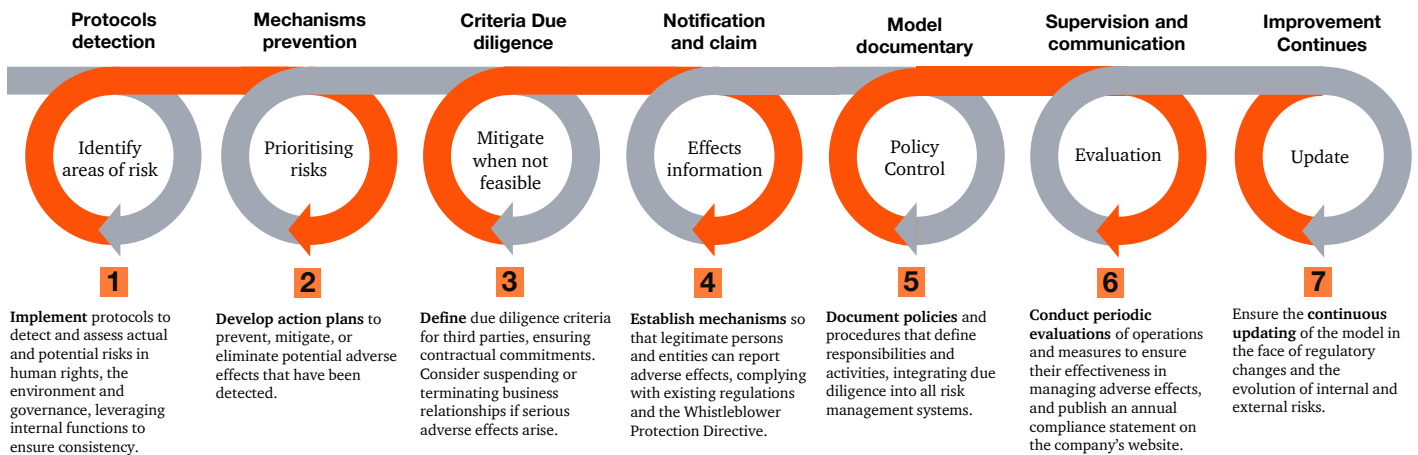 Protocols
detection
Mechanisms
prevention
Criteria Due
diligence
Notification
and claim
Model
documentary
Supervision and
communication
Improvement
Continues
Identify
areas of risk
Prioritising
risks
Mitigate
when not
feasible
Effects
information
Policy
Control
Evaluation
Update
1
2
3
4
5
6
7
Implement protocols to
detect and assess actual
and potential risks in
human rights, the
environment and
governance, leveraging
internal functions to
ensure consistency.
Develop action plans to
prevent, mitigate, or
eliminate potential adverse
effects that have been
detected.
Define due diligence criteria
for third parties, ensuring
contractual commitments.
Consider suspending or
terminating business
relationships if serious
adverse effects arise.
Establish mechanisms so
that legitimate persons
and entities can report
adverse effects, complying
with existing regulations
and the Whistleblower
Protection Directive.
Document policies and
procedures that define
responsibilities and
activities, integrating due
diligence into all risk
management systems.
Conduct periodic
evaluations of operations
and measures to ensure
their effectiveness in
managing adverse effects,
and publish an annual
compliance statement on
the company’s website.
Ensure the continuous
updating of the model in
the face of regulatory
changes and the
evolution of internal and
external risks.